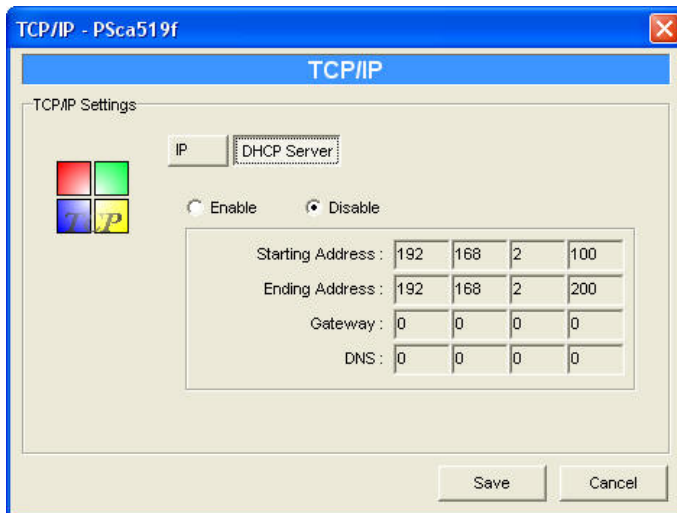 TCP/IP - PSca519f
TCP/IP
TCP/IP Settings
IP DHCP Server
TCP
Enable Disable
Starting Address : 192 168 2 100
Ending Address : 192 168 2 200
Gateway : 0 0 0 0
DNS : 0 0 0 0
Save Cancel